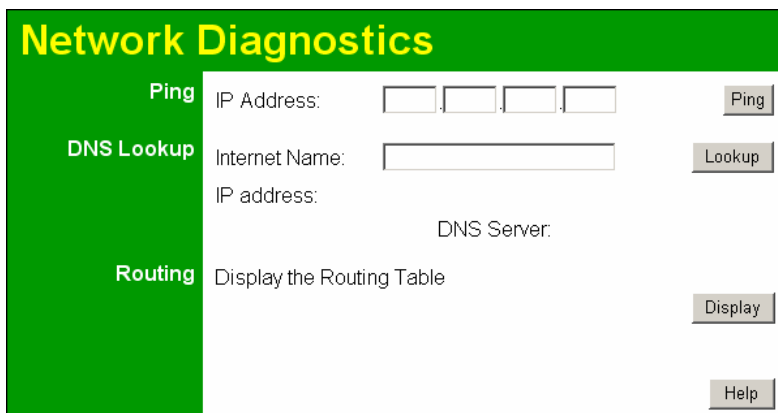 Network Diagnostics
Ping IP Address: . . . Ping
DNS Lookup Internet Name: Lookup
IP address:
DNS Server:
Routing Display the Routing Table
Display
Help